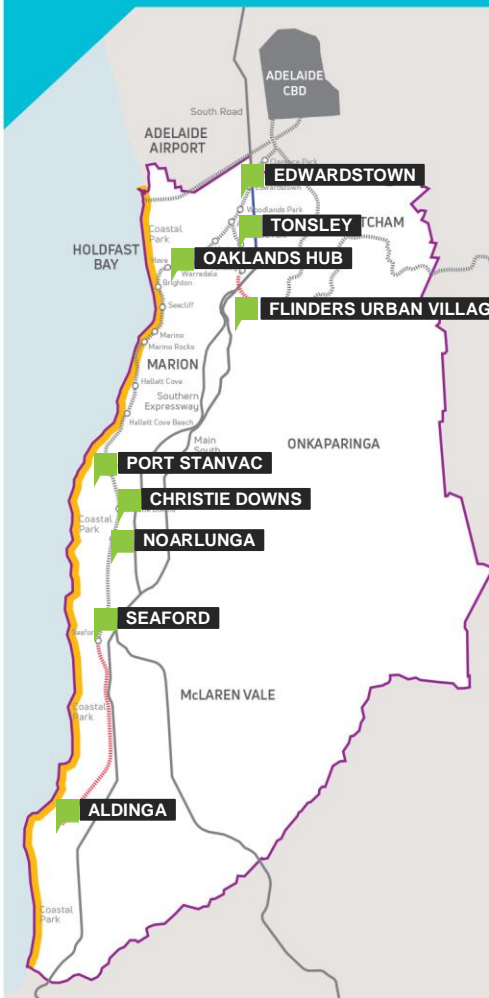 ADELAIDE
CBD
South Road
ADELAIDE
AIRPORT
Clarence Park
EDWARDSTOWN
Edwardstown
Woodlands Park
Coastal
Park
TONSLEY
HOLDFAST
BAY
Hove
OAKLANDS HUB
Warradale
Brighton
FLINDERS URBAN VILLAG
Seacliff
Marino
Marino Rocks
MARION
Hallett Cove
Southern
Expressway
Hallett Cove Beach
Main
South
ONKAPARINGA
PORT STANVAC
CHRISTIE DOWNS
Coastal
Park
NOARLUNGA
SEAFORD
Seaford
McLAREN VALE
Coastal
Park
ALDINGA
Coastal
Park